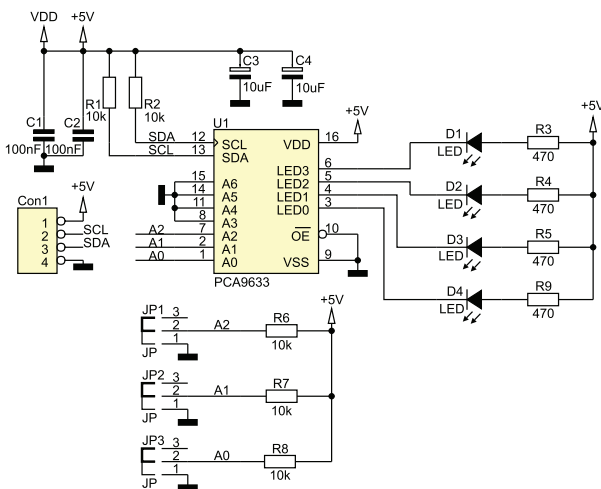 VDD +5V
C3
10uF
C4
10uF
R1
10k
R2
10k
C1
100nF
C2
100nF
U1
SDA 12 SCL
SCL 13 SDA
VDD 16
+5V
15 A6
14 A5
11 A4
8 A3
A2 7 A2
A1 2 A1
A0 1 A0
LED3 6
LED2 5
LED1 4
LED0 3
OE 10
VSS 9
PCA9633
D1
LED
R3
470
D2
LED
R4
470
D3
LED
R5
470
D4
LED
R9
470
+5V
Con1
+5V
1
2 SCL
3 SDA
4
+5V
JP1 3
2 A2
1
JP
R6
10k
JP2 3
2 A1
1
JP
R7
10k
JP3 3
2 A0
1
JP
R8
10k